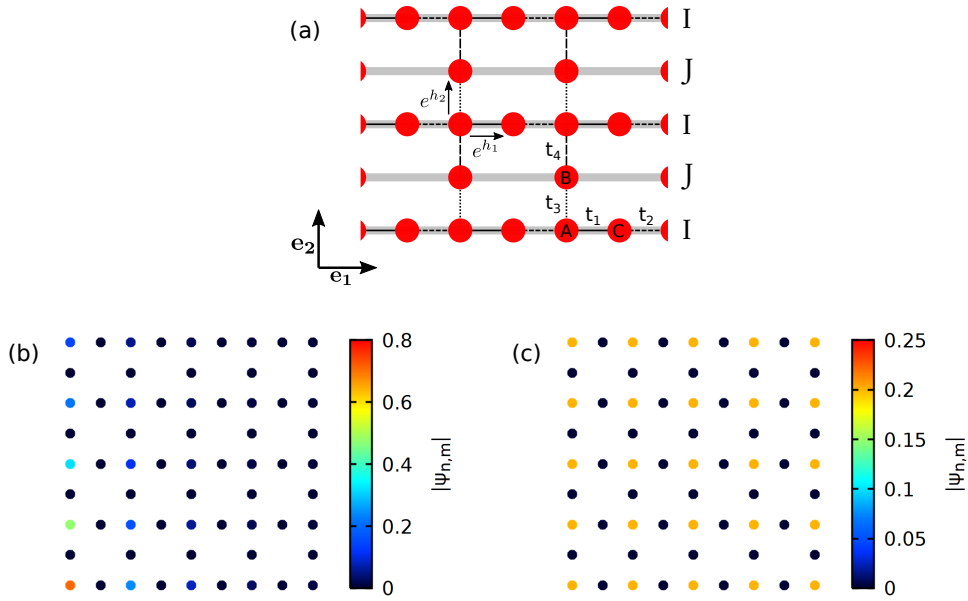 (a)
I
J
e^{h_2}
I
e^{h_1}
t_4
B
J
t_3
t_1
t_2
A
C
I
e_2
e_1
(b)
0.8
0.6
0.4
0.2
0
|Ψ_{n,m}|
(c)
0.25
0.2
0.15
0.1
0.05
0
|Ψ_{n,m}|